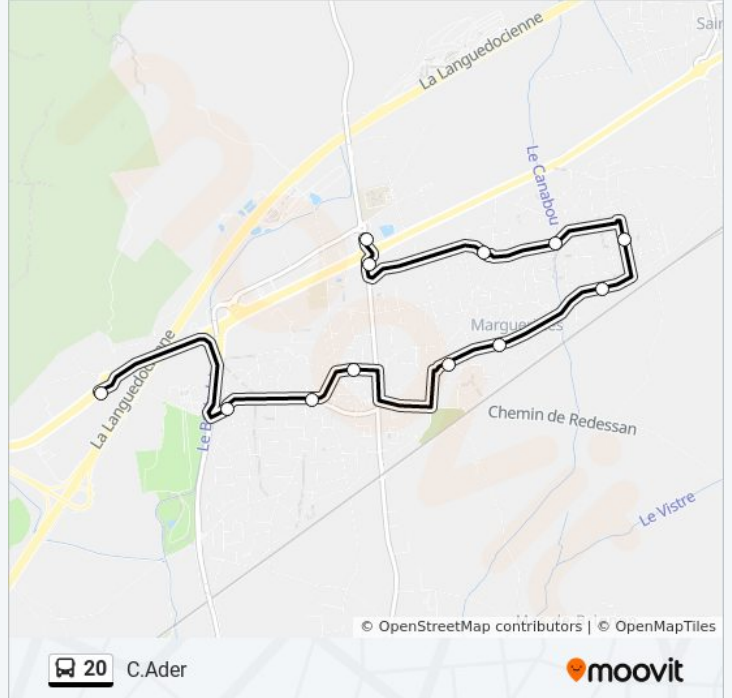 La Languedocienne
Sain
Le Canabou
Marguerittes
La Languedocienne
Le B
Chemin de Redessan
Le Vistre
© OpenStreetMap contributors | © OpenMapTiles
20 C.Ader
moovit